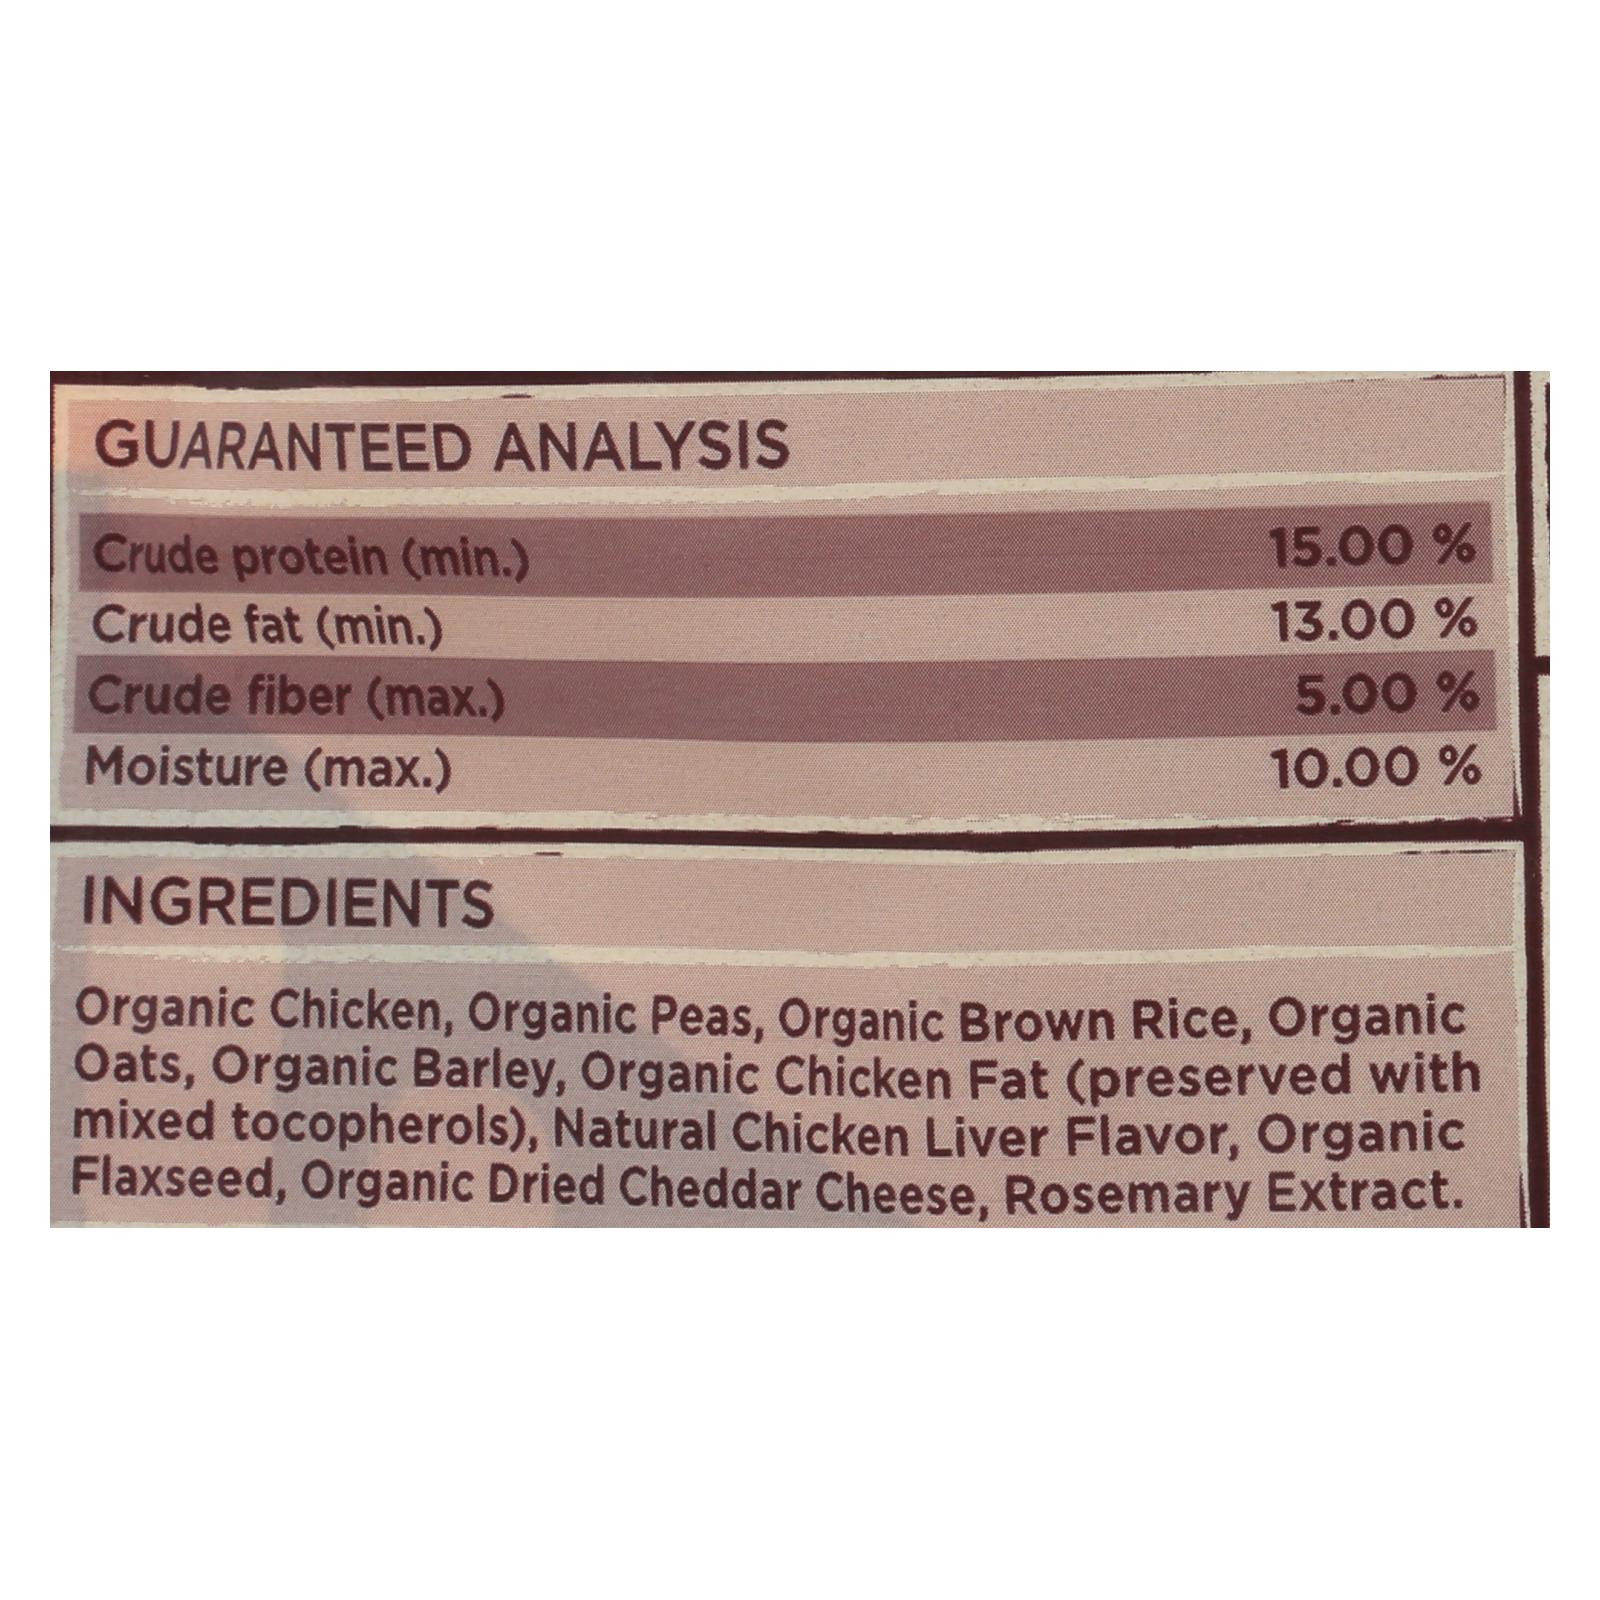 GUARANTEED ANALYSIS
Crude protein (min.) 15.00 %
Crude fat (min.) 13.00 %
Crude fiber (max.) 5.00 %
Moisture (max.) 10.00 %
INGREDIENTS
Organic Chicken, Organic Peas, Organic Brown Rice, Organic
Oats, Organic Barley, Organic Chicken Fat (preserved with
mixed tocopherols), Natural Chicken Liver Flavor, Organic
Flaxseed, Organic Dried Cheddar Cheese, Rosemary Extract.